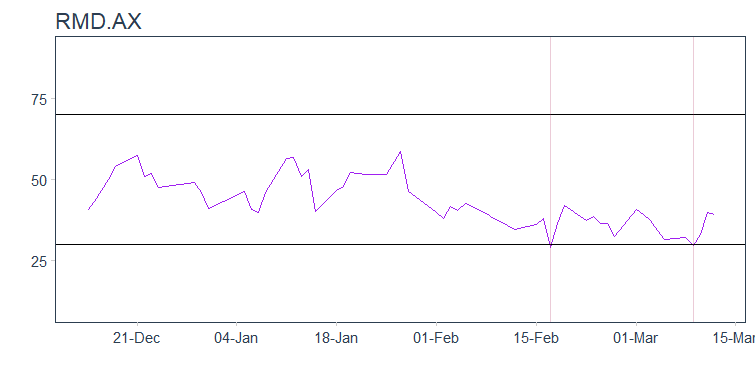 RMD.AX
75
50
25
21-Dec
04-Jan
18-Jan
01-Feb
15-Feb
01-Mar
15-Mar